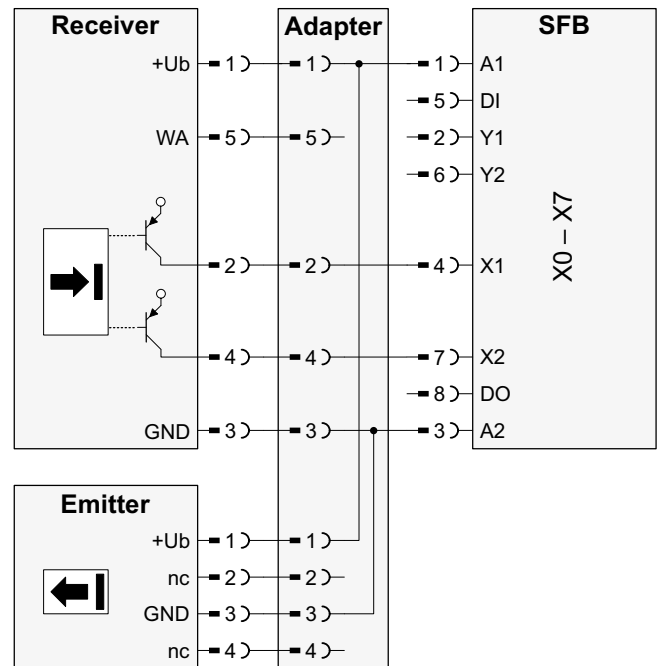 Receiver Adapter SFB
+Ub 1 1 1 A1
5 DI
WA 5 5 2 Y1
6 Y2
X0 – X7
2 2 4 X1
4 4 7 X2
8 DO
GND 3 3 3 A2
Emitter
+Ub 1 1
nc 2 2
GND 3 3
nc 4 4